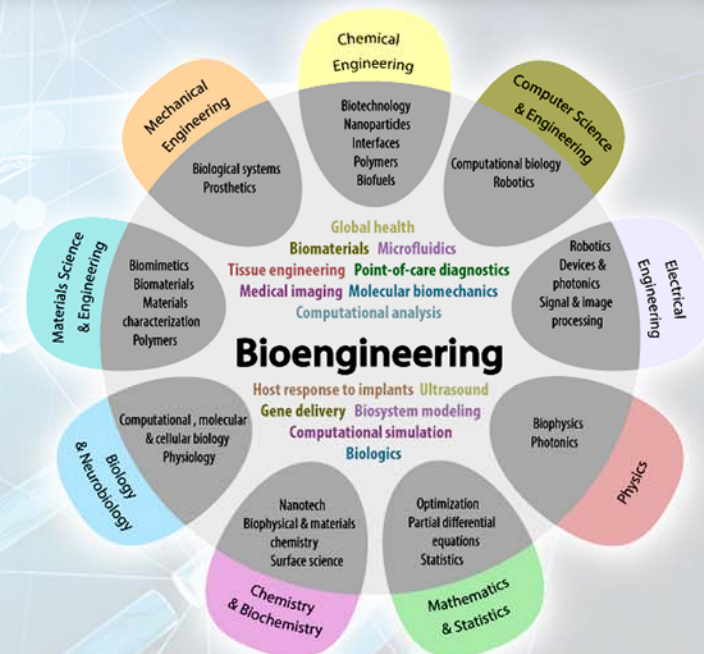 Chemical
Engineering
Biotechnology
Nanoparticles
Interfaces
Polymers
Biofuels
Computer Science
& Engineering
Computational biology
Robotics
Electrical
Engineering
Robotics
Devices &
photonics
Signal & image
processing
Physics
Biophysics
Photonics
Mathematics
& Statistics
Optimization
Partial differential
equations
Statistics
Chemistry
& Biochemistry
Nanotech
Biophysical & materials
chemistry
Surface science
Biology
& Neurobiology
Computational , molecular
& cellular biology
Physiology
Materials Science
& Engineering
Biomimetics
Biomaterials
Materials
characterization
Polymers
Mechanical
Engineering
Biological systems
Prosthetics
Global health
Biomaterials Microfluidics
Tissue engineering Point-of-care diagnostics
Medical imaging Molecular biomechanics
Computational analysis
Bioengineering
Host response to implants Ultrasound
Gene delivery Biosystem modeling
Computational simulation
Biologics